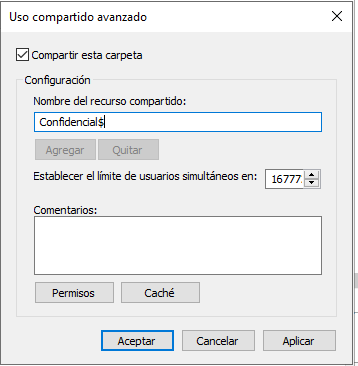 Uso compartido avanzado
Compartir esta carpeta
Configuración
Nombre del recurso compartido:
Confidencial$
Agregar Quitar
Establecer el límite de usuarios simultáneos en: 16777
Comentarios:
Permisos Caché
Aceptar Cancelar Aplicar